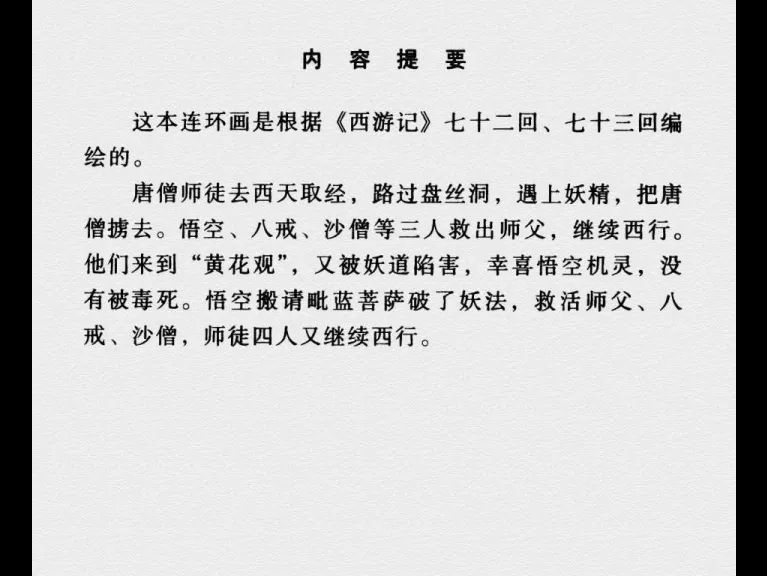 内 容 提 要
这本连环画是根据《西游记》七十二回、七十三回编
绘的。
唐僧师徒去西天取经，路过盘丝洞，遇上妖精，把唐
僧掳去。悟空、八戒、沙僧等三人救出师父，继续西行。
他们来到“黄花观”，又被妖道陷害，幸喜悟空机灵，没
有被毒死。悟空搬请毗蓝菩萨破了妖法，救活师父、八
戒、沙僧，师徒四人又继续西行。